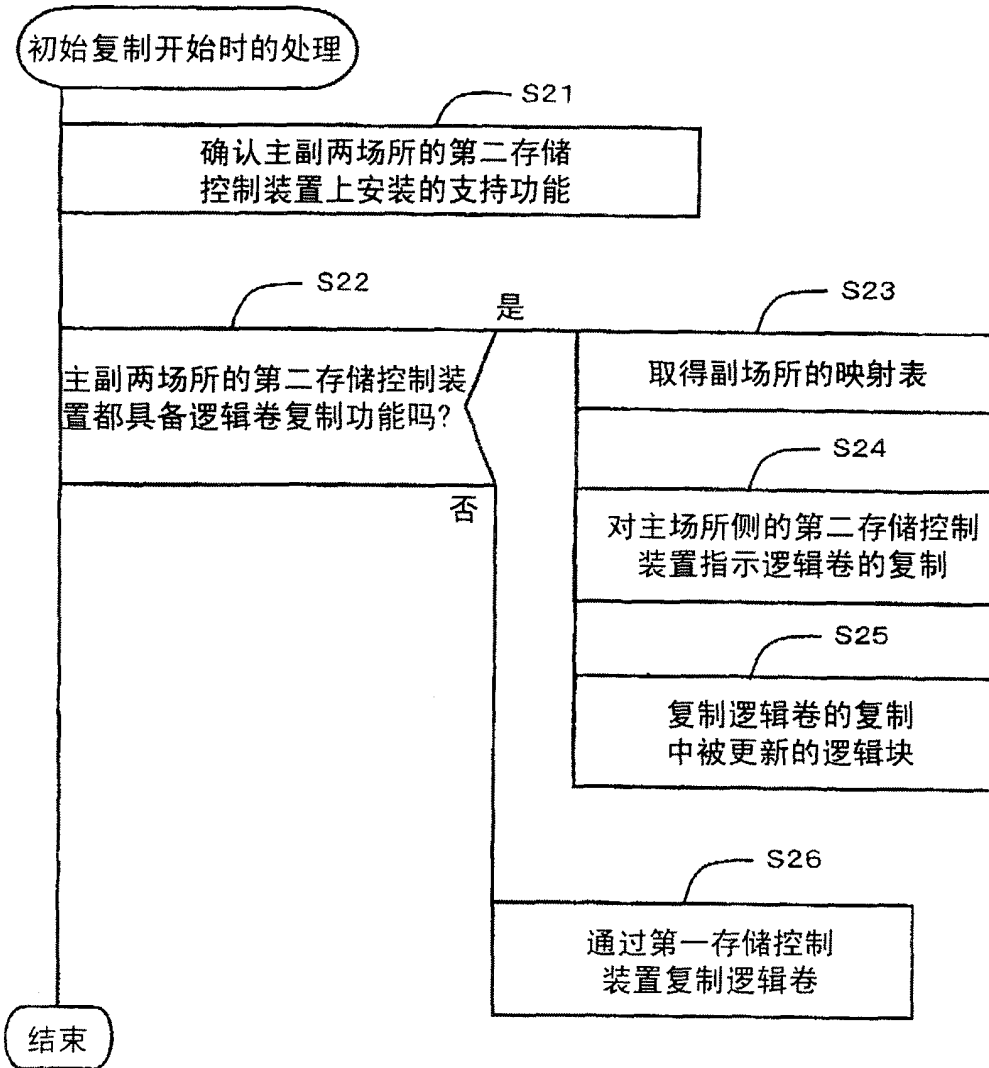 初始复制开始时的处理
S21
确认主副两场所的第二存储
控制装置上安装的支持功能
S22
主副两场所的第二存储控制装
置都具备逻辑卷复制功能吗？
是
S23
取得副场所的映射表
S24
对主场所侧的第二存储控制
装置指示逻辑卷的复制
S25
复制逻辑卷的复制
中被更新的逻辑块
否
S26
通过第一存储控制
装置复制逻辑卷
结束